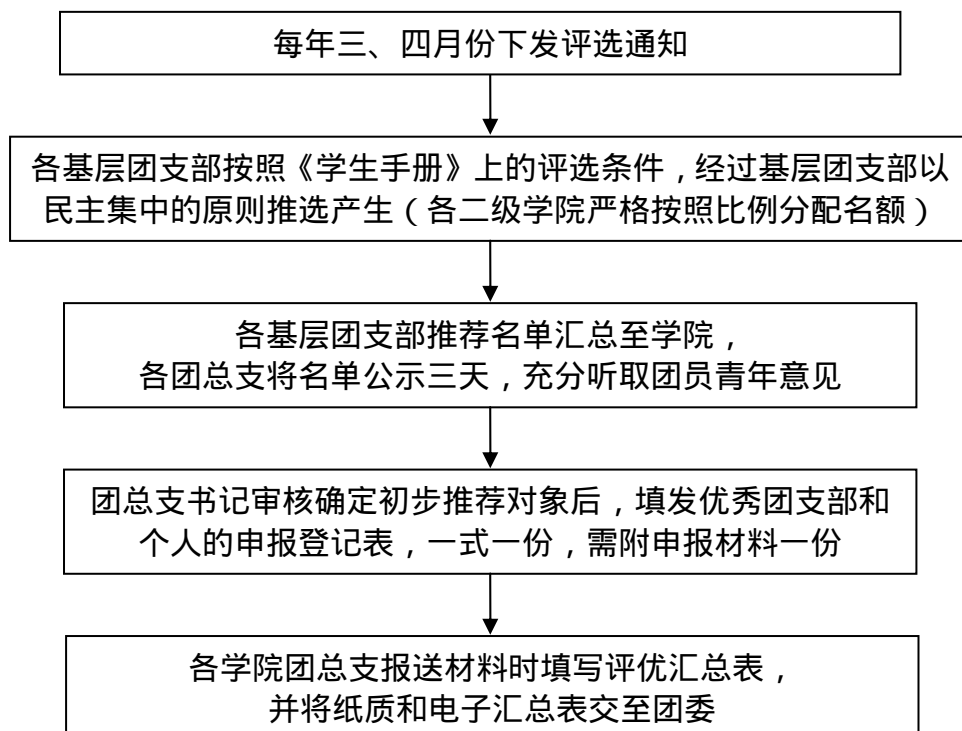 每年三、四月份下发评选通知
各基层团支部按照《学生手册》上的评选条件，经过基层团支部以
民主集中的原则推选产生（各二级学院严格按照比例分配名额）
各基层团支部推荐名单汇总至学院，
各团总支将名单公示三天，充分听取团员青年意见
团总支书记审核确定初步推荐对象后，填发优秀团支部和
个人的申报登记表，一式一份，需附申报材料一份
各学院团总支报送材料时填写评优汇总表，
并将纸质和电子汇总表交至团委